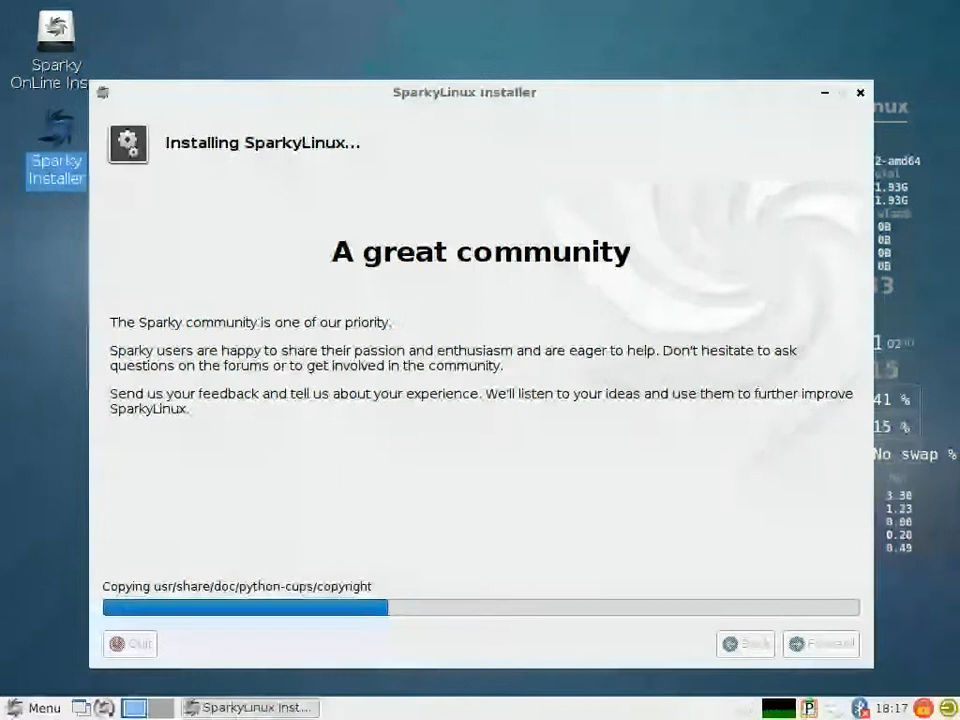 Sparky
OnLine Ins
Sparky
Installer
SparkyLinux Installer
Installing SparkyLinux...
A great community
The Sparky community is one of our priority.
Sparky users are happy to share their passion and enthusiasm and are eager to help. Don't hesitate to ask
questions on the forums or to get involved in the community.
Send us your feedback and tell us about your experience. We'll listen to your ideas and use them to further improve
SparkyLinux.
Copying usr/share/doc/python-cups/copyright
Quit
Back
Forward
nux
2-amd64
1.93G
1.93G
0B
0B
0B
0B
41 %
15 %
No swap %
3.30
1.23
0.00
0.20
0.49
Menu
SparkyLinux Inst...
P
18:17